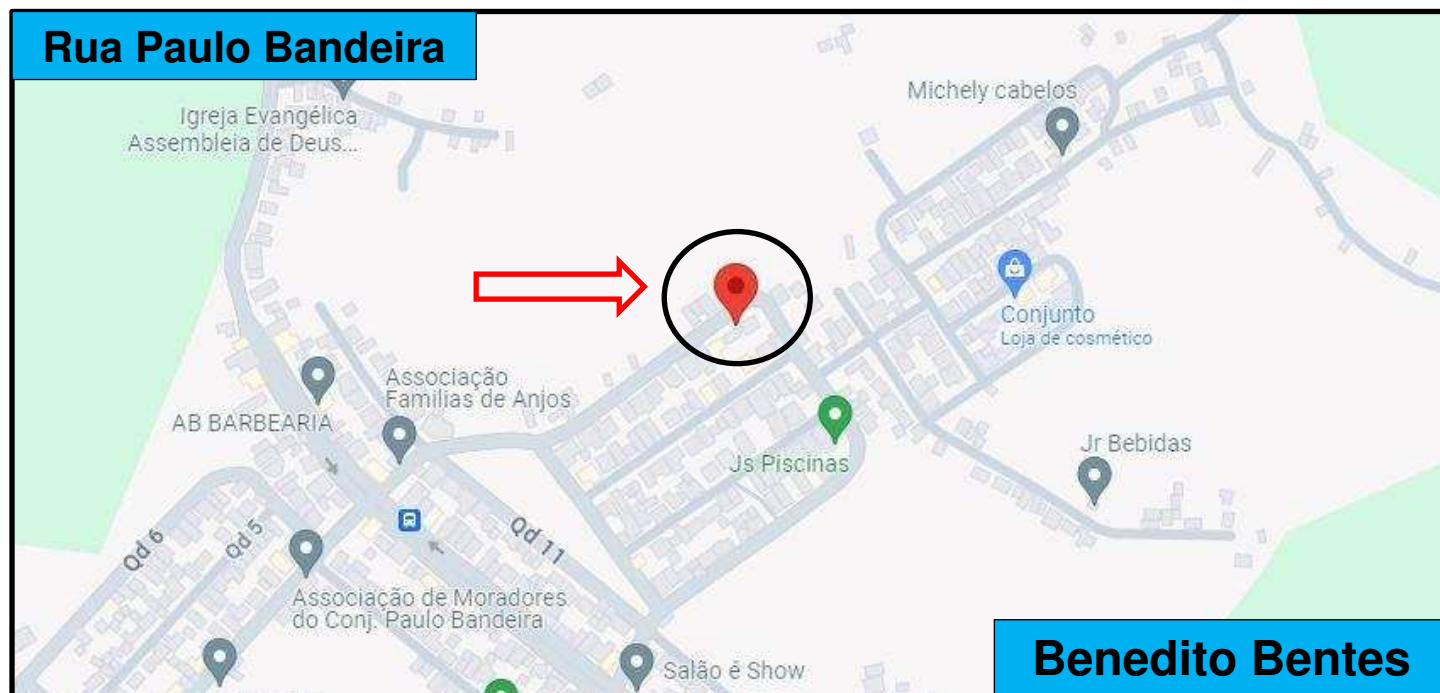 Rua Paulo Bandeira
Igreja Evangélica
Assembleia de Deus...
Michely cabelos
Conjunto
Loja de cosmético
Associação
Familias de Anjos
AB BARBEARIA
Js Piscinas
Jr Bebidas
Qd 6
Qd 5
Qd 11
Associação de Moradores
do Conj. Paulo Bandeira
Salão é Show
Benedito Bentes